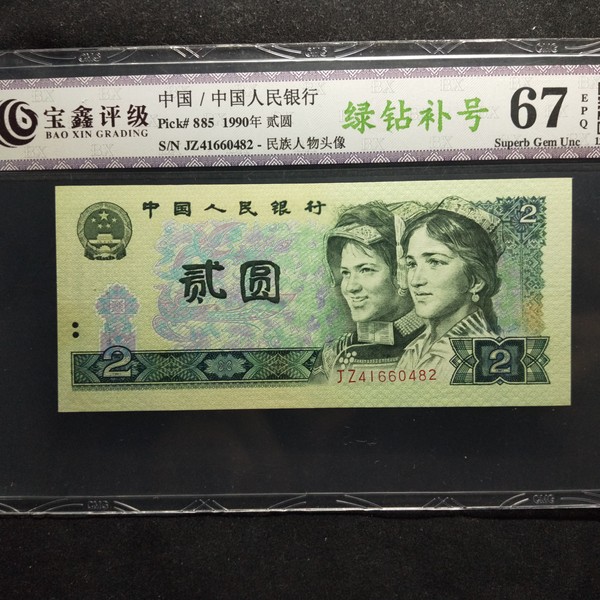 宝鑫评级
BAO XIN GRADING
中国 / 中国人民银行
Pick# 885 1990年 贰圆
S/N JZ41660482 - 民族人物头像
绿钻补号
67
EPQ
Superb Gem Unc
中国人民银行
2
贰圆
2
JZ41660482
2